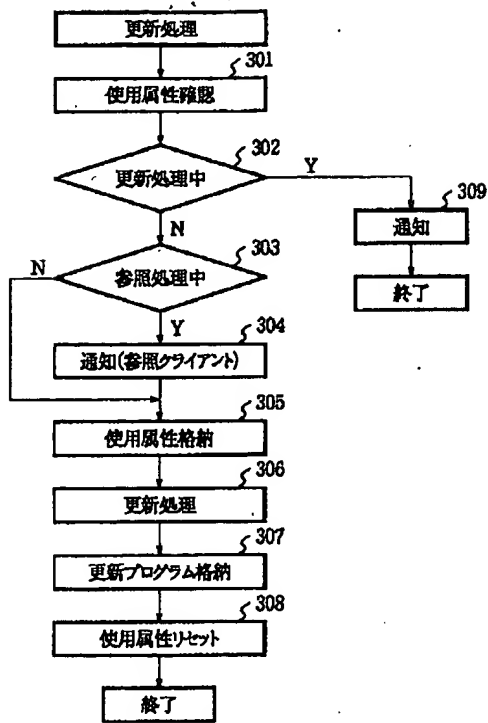 更新処理
301
使用属性確認
302
更新処理中
Y
309
通知
N
303
終了
N
参照処理中
Y
304
通知(参照クライアント)
305
使用属性格納
306
更新処理
307
更新プログラム格納
308
使用属性リセット
終了